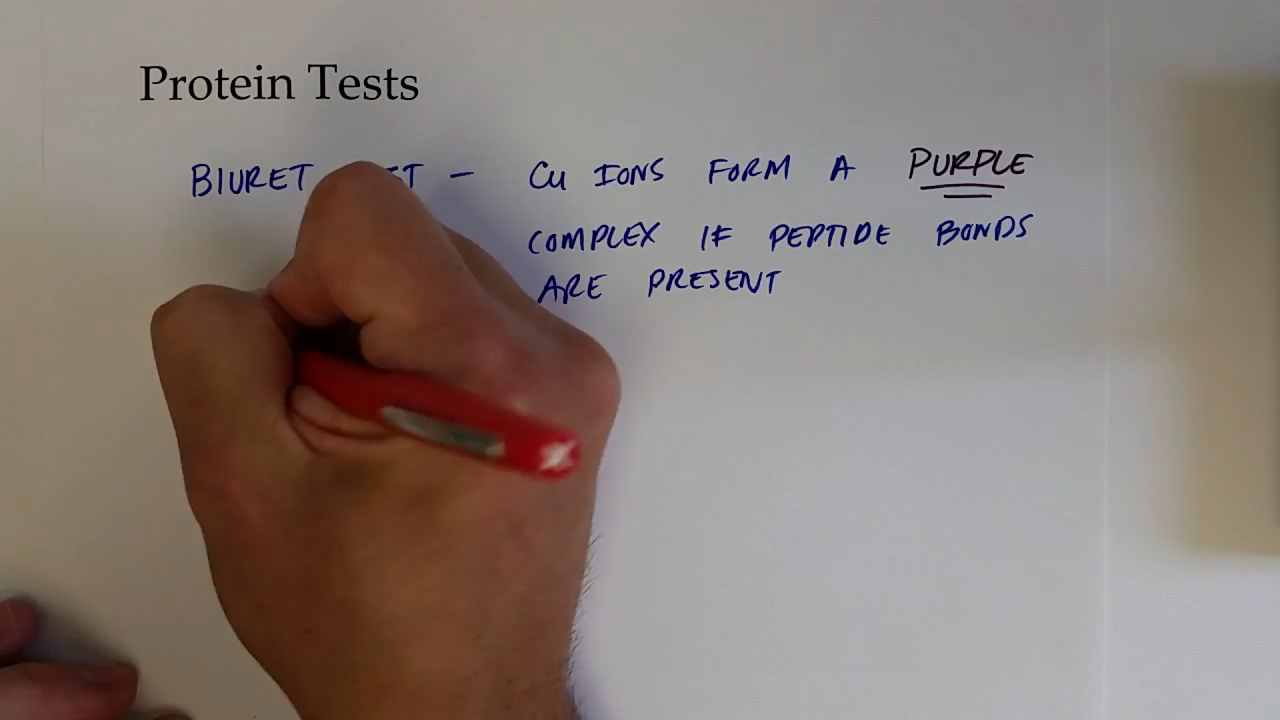 Protein Tests
BIURET — Cu IONS FORM A PURPLE
COMPLEX IF PEPTIDE BONDS
ARE PRESENT